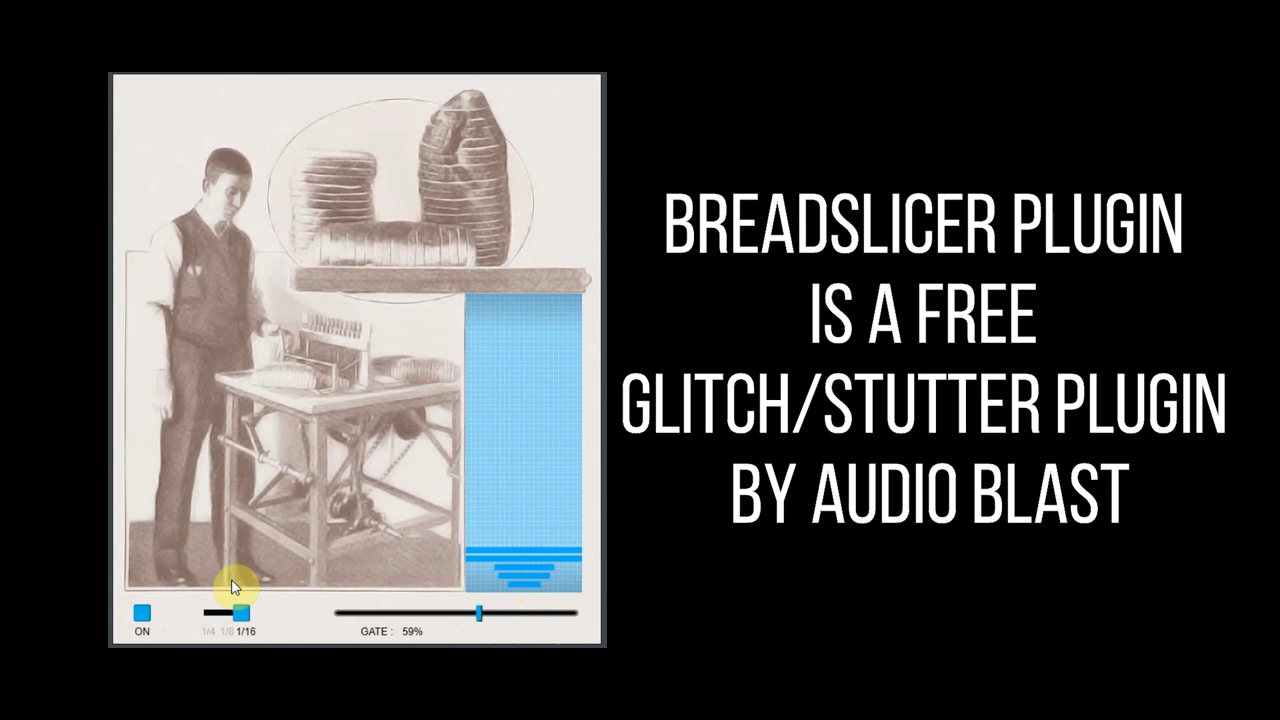 BREADSLICER PLUGIN
IS A FREE
GLITCH/STUTTER PLUGIN
BY AUDIO BLAST
ON
1/4 1/8 1/16
GATE : 59%